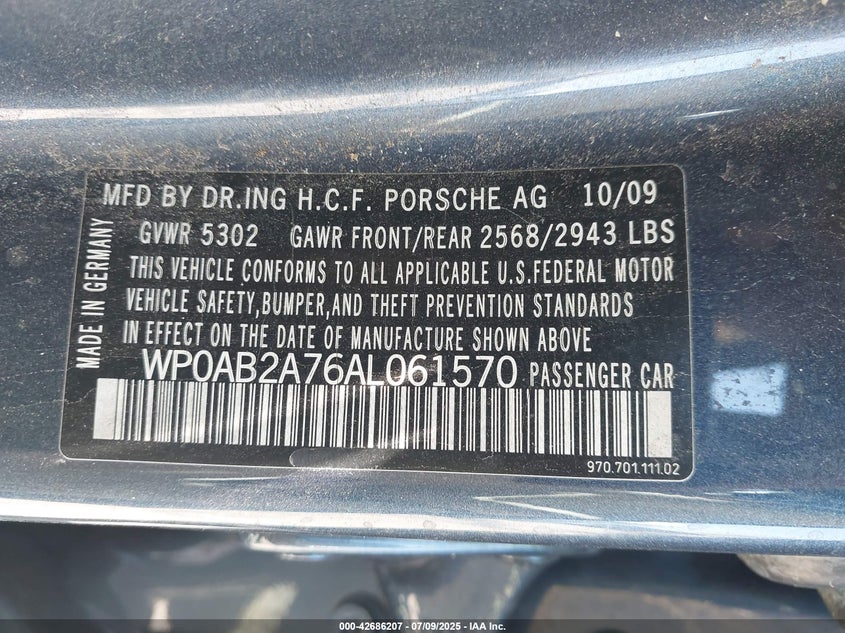 MFD BY DR.ING H.C.F. PORSCHE AG 10/09
GVWR 5302 GAWR FRONT/REAR 2568/2943 LBS
THIS VEHICLE CONFORMS TO ALL APPLICABLE U.S.FEDERAL MOTOR
VEHICLE SAFETY,BUMPER,AND THEFT PREVENTION STANDARDS
IN EFFECT ON THE DATE OF MANUFACTURE SHOWN ABOVE
WP0AB2A76AL061570 PASSENGER CAR
MADE IN GERMANY
970.701.111.02
000-42686207 - 07/09/2025 - IAA Inc.